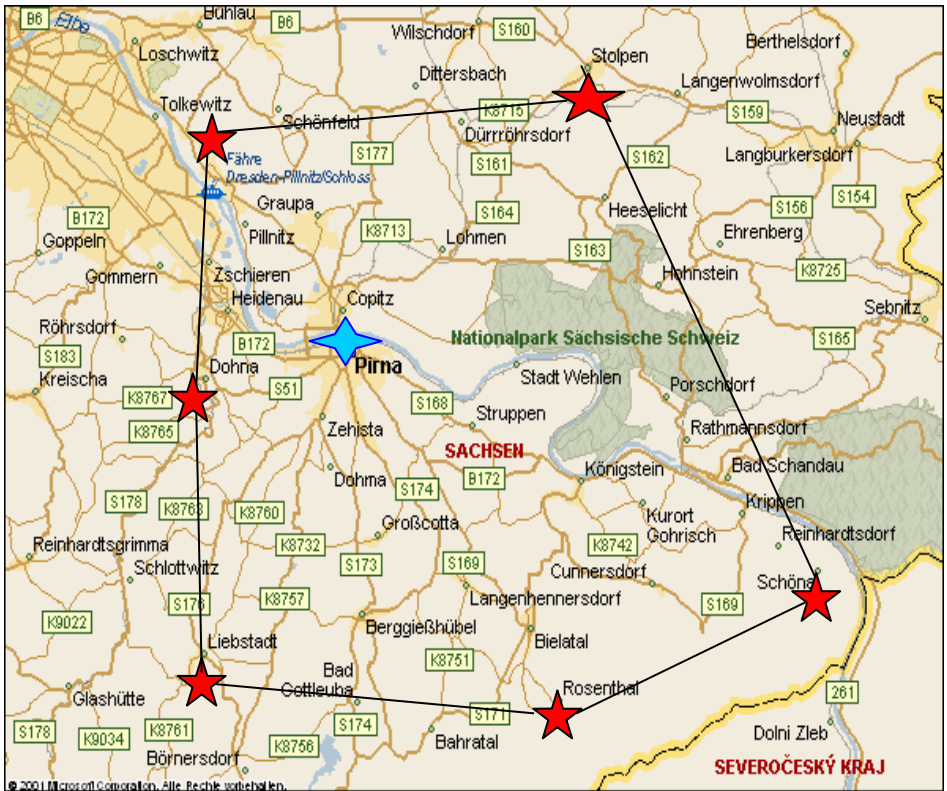 B6
Elbe
Bühlau
B6
Wilschdorf
S160
Loschwitz
Stolpen
Berthelsdorf
Dittersbach
Langenwolmsdorf
Tolkewitz
Schönfeld
K8715
S159
Neustadt
Dürrröhrsdorf
S177
S161
S162
Langburkersdorf
Fähre
Dresden-Pillnitz/Schloss
S154
B172
Graupa
S164
Heeselicht
S156
Pillnitz
K8713
Lohmen
Ehrenberg
Goppeln
S163
Gommern
Zschieren
Hohnstein
K8725
Heidenau
Copitz
Sebnitz
Röhrsdorf
B172
Nationalpark Sächsische Schweiz
S165
S183
Dohna
Pirna
Kreischa
K8767
S51
Stadt Wehlen
Porschdorf
S168
K8765
Zehista
Struppen
Rathmannsdorf
SACHSEN
Dohma
B172
Königstein
Bad Schandau
S178
S174
K8763
K8760
Krippen
Großcotta
Kurort
Gohrisch
Reinhardtsgrimma
K8732
K8742
Reinhardtsdorf
S173
S169
Schlottwitz
Cunnersdorf
Schöna
S176
K8757
Langenhennersdorf
S169
K9022
Berggießhübel
Bielatal
Liebstadt
K8751
Bad
Gottleuba
Rosenthal
Glashütte
261
S171
S178
K9034
K8761
S174
Dolni Zleb
K8756
Bahratal
Börnersdorf
SEVEROČESKÝ KRAJ
© 2001 Microsoft Corporation. Alle Rechte vorbehalten.